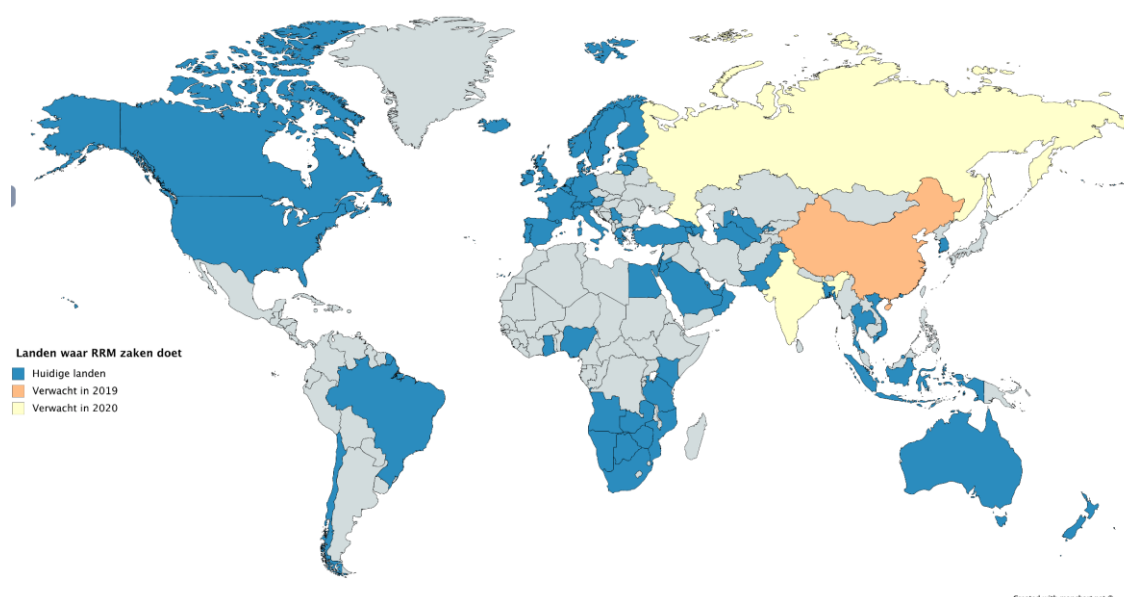 Landen waar RRM zaken doet
Huidige landen
Verwacht in 2019
Verwacht in 2020